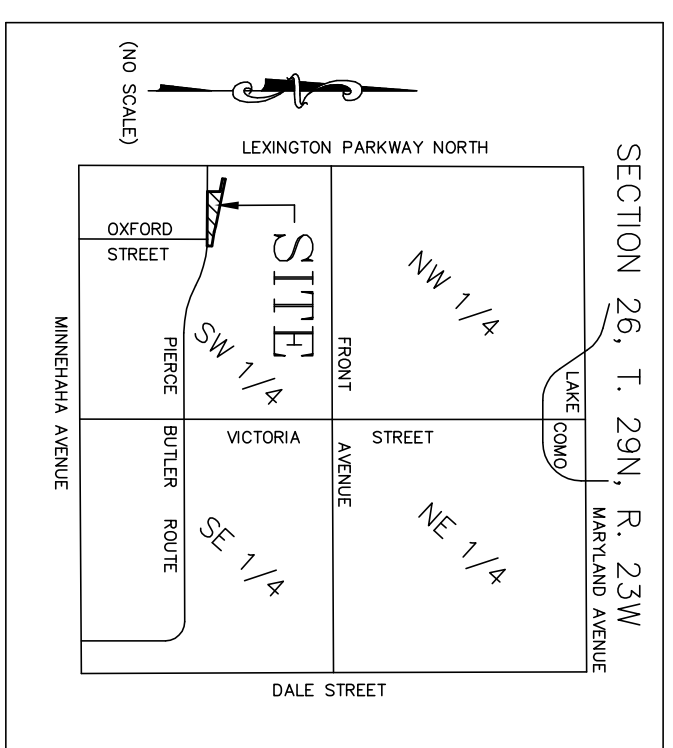 SECTION 26, T. 29N, R. 23W
MARYLAND AVENUE
LAKE
COMO
NW 1/4
NE 1/4
LEXINGTON PARKWAY NORTH
(NO SCALE)
FRONT
AVENUE
VICTORIA
STREET
SITE
SW 1/4
SE 1/4
OXFORD
STREET
PIERCE
BUTLER
ROUTE
MINNEHAHA AVENUE
DALE STREET